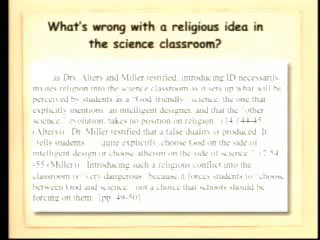 What's wrong with a religious idea in
the science classroom?
as Drs. Alters and Miller testified, introducing ID necessarily
invites religion into the science classroom as it sets up what will be
perceived by students as a "God-friendly" science, the one that
explicitly mentions an intelligent designer, and that the "other
science," evolution, takes no position on religion. (14:144-45
(Alters)). Dr. Miller testified that a false duality is produced: It
"tells students quite explicitly, choose God on the side of
intelligent design or choose atheism on the side of science." (2:54
-55 (Miller)). Introducing such a religious conflict into the
classroom is "very dangerous" because it forces students to "choose
between God and science," not a choice that schools should be
forcing on them. [pp. 49-50]